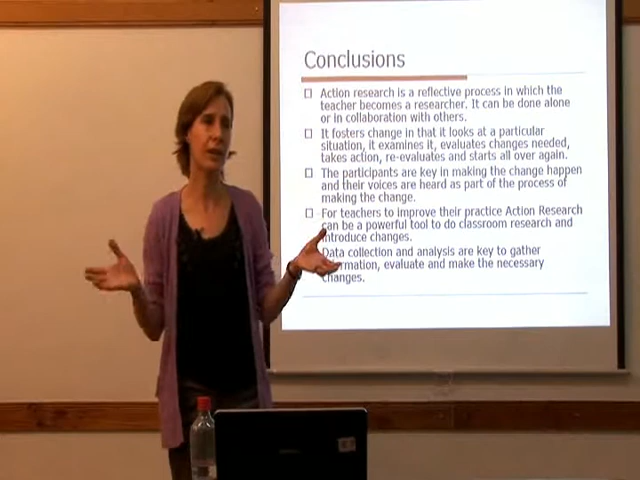 Conclusions
Action research is a reflective process in which the
teacher becomes a researcher. It can be done alone
or in collaboration with others.
It fosters change in that it looks at a particular
situation, it examines it, evaluates changes needed,
takes action, re-evaluates and starts all over again.
The participants are key in making the change happen
and their voices are heard as part of the process of
making the change.
For teachers to improve their practice Action Research
can be a powerful tool to do classroom research and
introduce changes.
Data collection and analysis are key to gather
evaluate and make the necessary
changes.